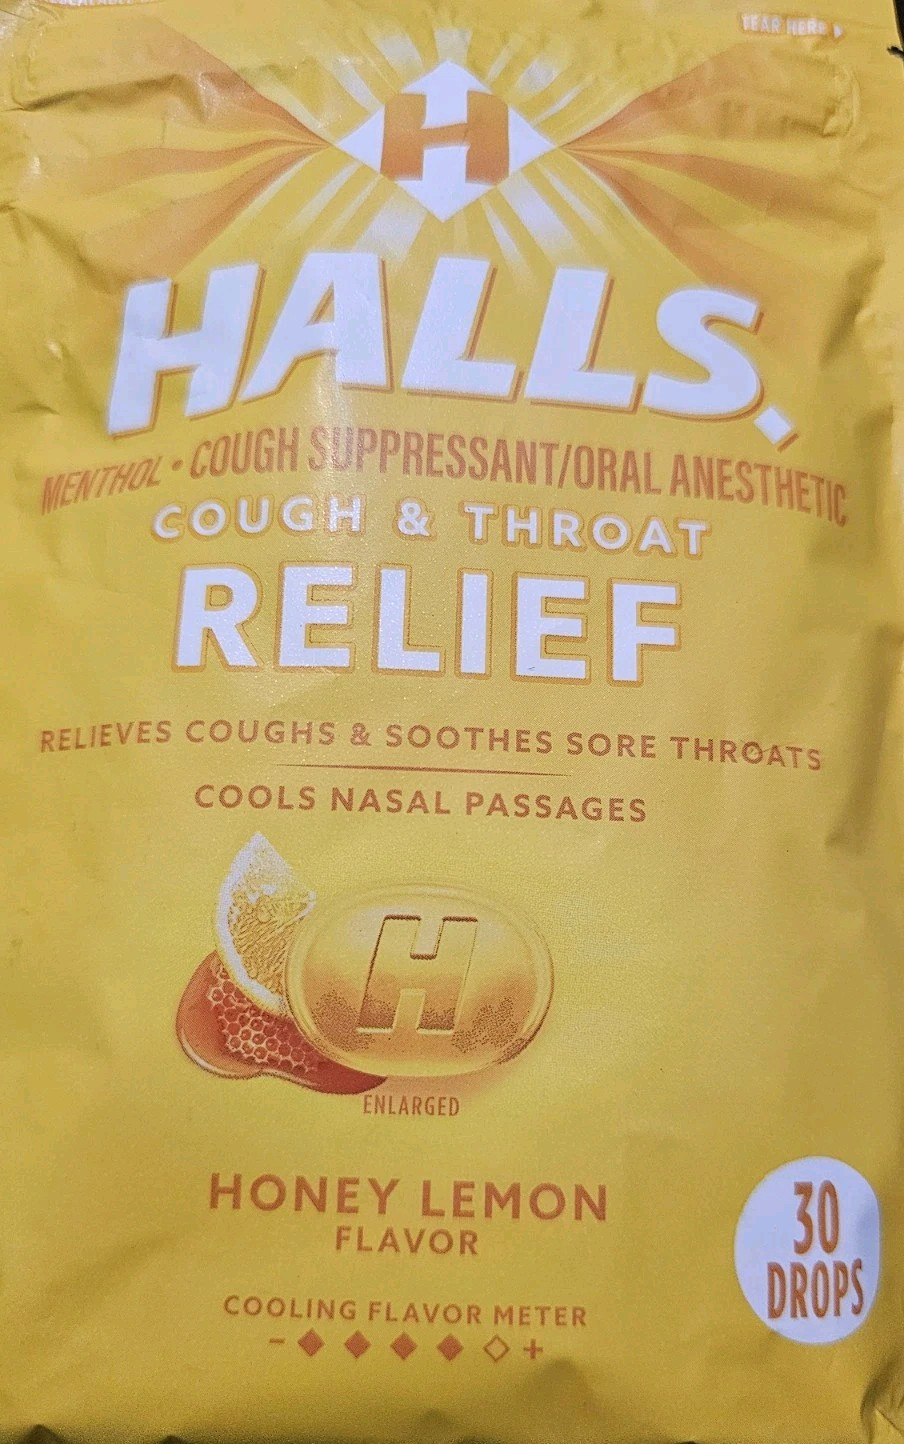 TEAR HERE
H
HALLS
MENTHOL • COUGH SUPPRESSANT/ORAL ANESTHETIC
COUGH & THROAT
RELIEF
RELIEVES COUGHS & SOOTHES SORE THROATS
COOLS NASAL PASSAGES
H
ENLARGED
HONEY LEMON
FLAVOR
30
DROPS
COOLING FLAVOR METER
- +